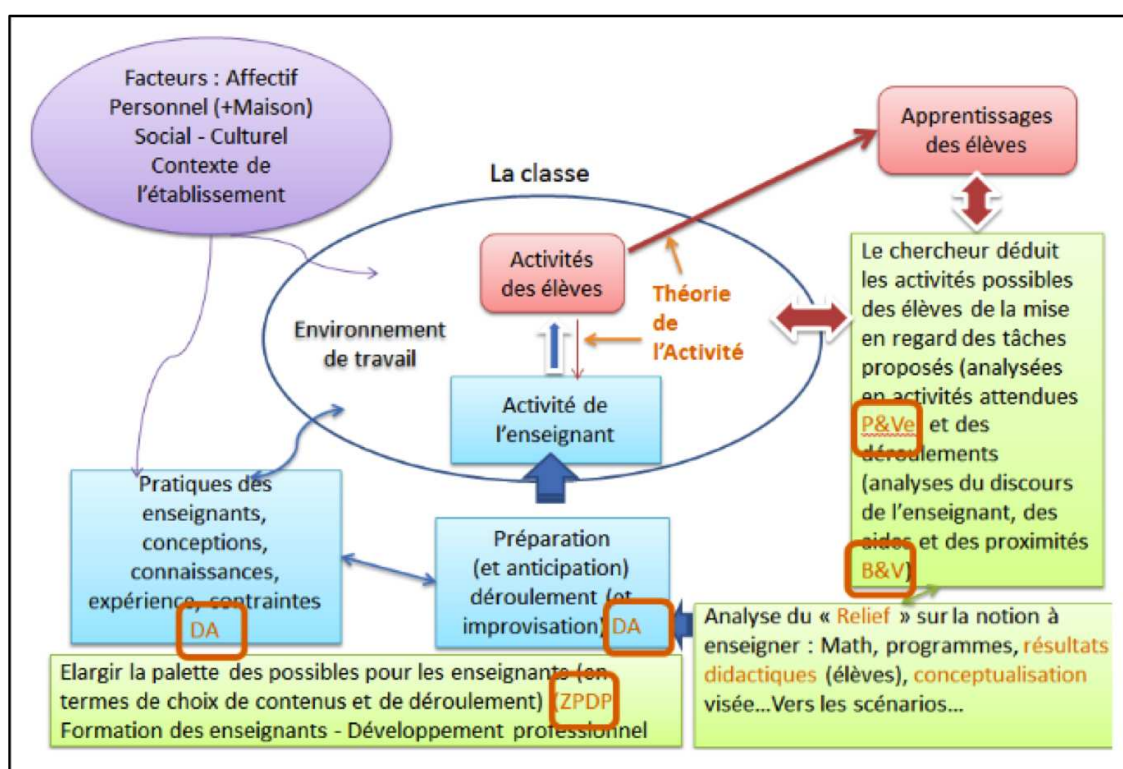 Facteurs : Affectif
Personnel (+Maison)
Social - Culturel
Contexte de
l'établissement
La classe
Apprentissages
des élèves
Activités
des élèves
Théorie
de
l'Activité
Environnement
de travail
Activité de
l'enseignant
Le chercheur déduit
les activités possibles
des élèves de la mise
en regard des tâches
proposés (analysées
en activités attendues
P&Ve) et des
déroulements
(analyses du discours
de l'enseignant, des
aides et des proximités
B&V)
Pratiques des
enseignants,
conceptions,
connaissances,
expérience, contraintes
DA
Préparation
(et anticipation)
déroulement (et
improvisation) DA
Analyse du « Relief » sur la notion à
enseigner : Math, programmes, résultats
didactiques (élèves), conceptualisation
visée...Vers les scénarios...
Elargir la palette des possibles pour les enseignants (en
termes de choix de contenus et de déroulement) (ZPDP
Formation des enseignants - Développement professionnel